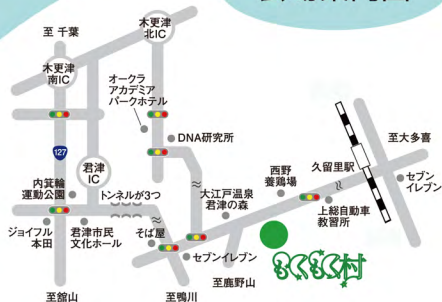 至 千葉
木更津
北IC
木更津
南IC
オークラ
アカデミア
パークホテル
DNA研究所
127
君津
IC
内箕輪
運動公園
トンネルが3つ
大江戸温泉
君津の森
西野
養鶏場
久留里駅
至大多喜
セブン
イレブン
上総自動車
教習所
ジョイフル
本田
君津市民
文化ホール
そば屋
セブンイレブン
もくもく村
至館山
至鴨川
至鹿野山